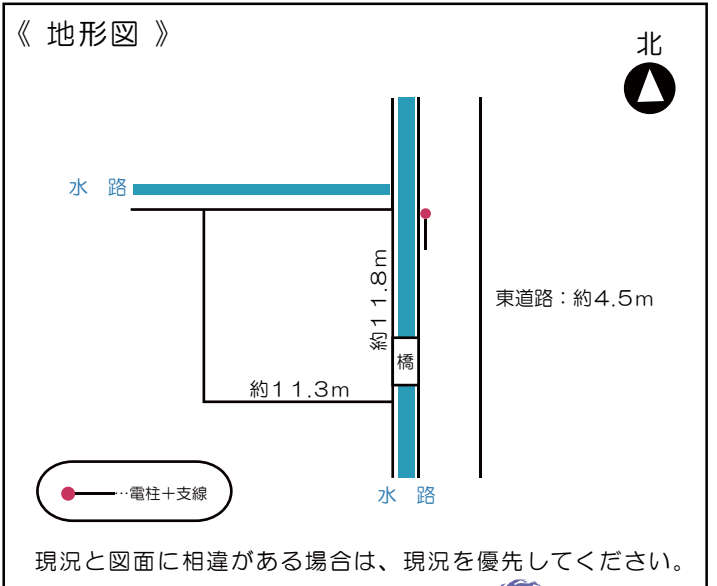 《 地形図 》
北
水 路
約11.8m
東道路：約4.5m
橋
約11.3m
…電柱＋支線
水 路
現況と図面に相違がある場合は、現況を優先してください。